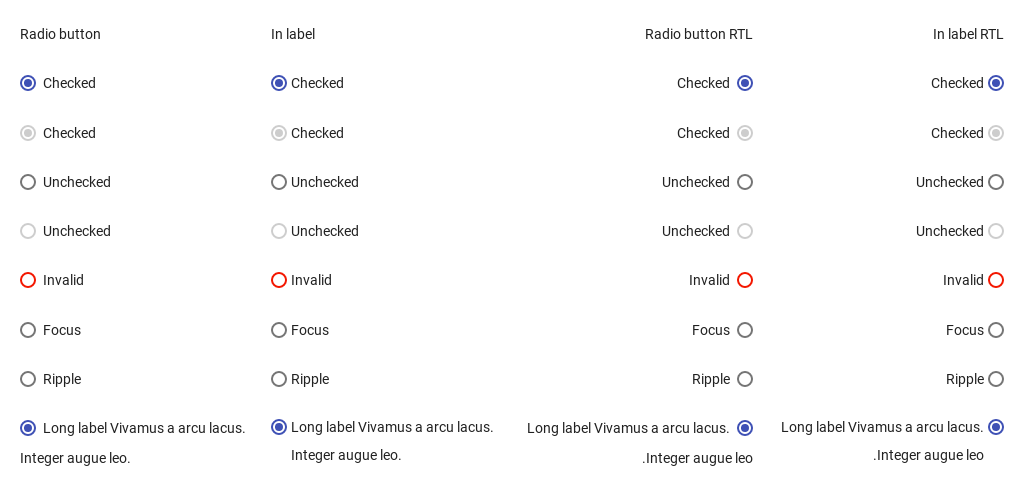 Radio button
In label
Radio button RTL
In label RTL
Checked
Checked
Checked
Checked
Checked
Checked
Checked
Checked
Unchecked
Unchecked
Unchecked
Unchecked
Unchecked
Unchecked
Unchecked
Unchecked
Invalid
Invalid
Invalid
Invalid
Focus
Focus
Focus
Focus
Ripple
Ripple
Ripple
Ripple
Long label Vivamus a arcu lacus.
Integer augue leo.
Long label Vivamus a arcu lacus.
Integer augue leo.
Long label Vivamus a arcu lacus.
.Integer augue leo
Long label Vivamus a arcu lacus.
.Integer augue leo